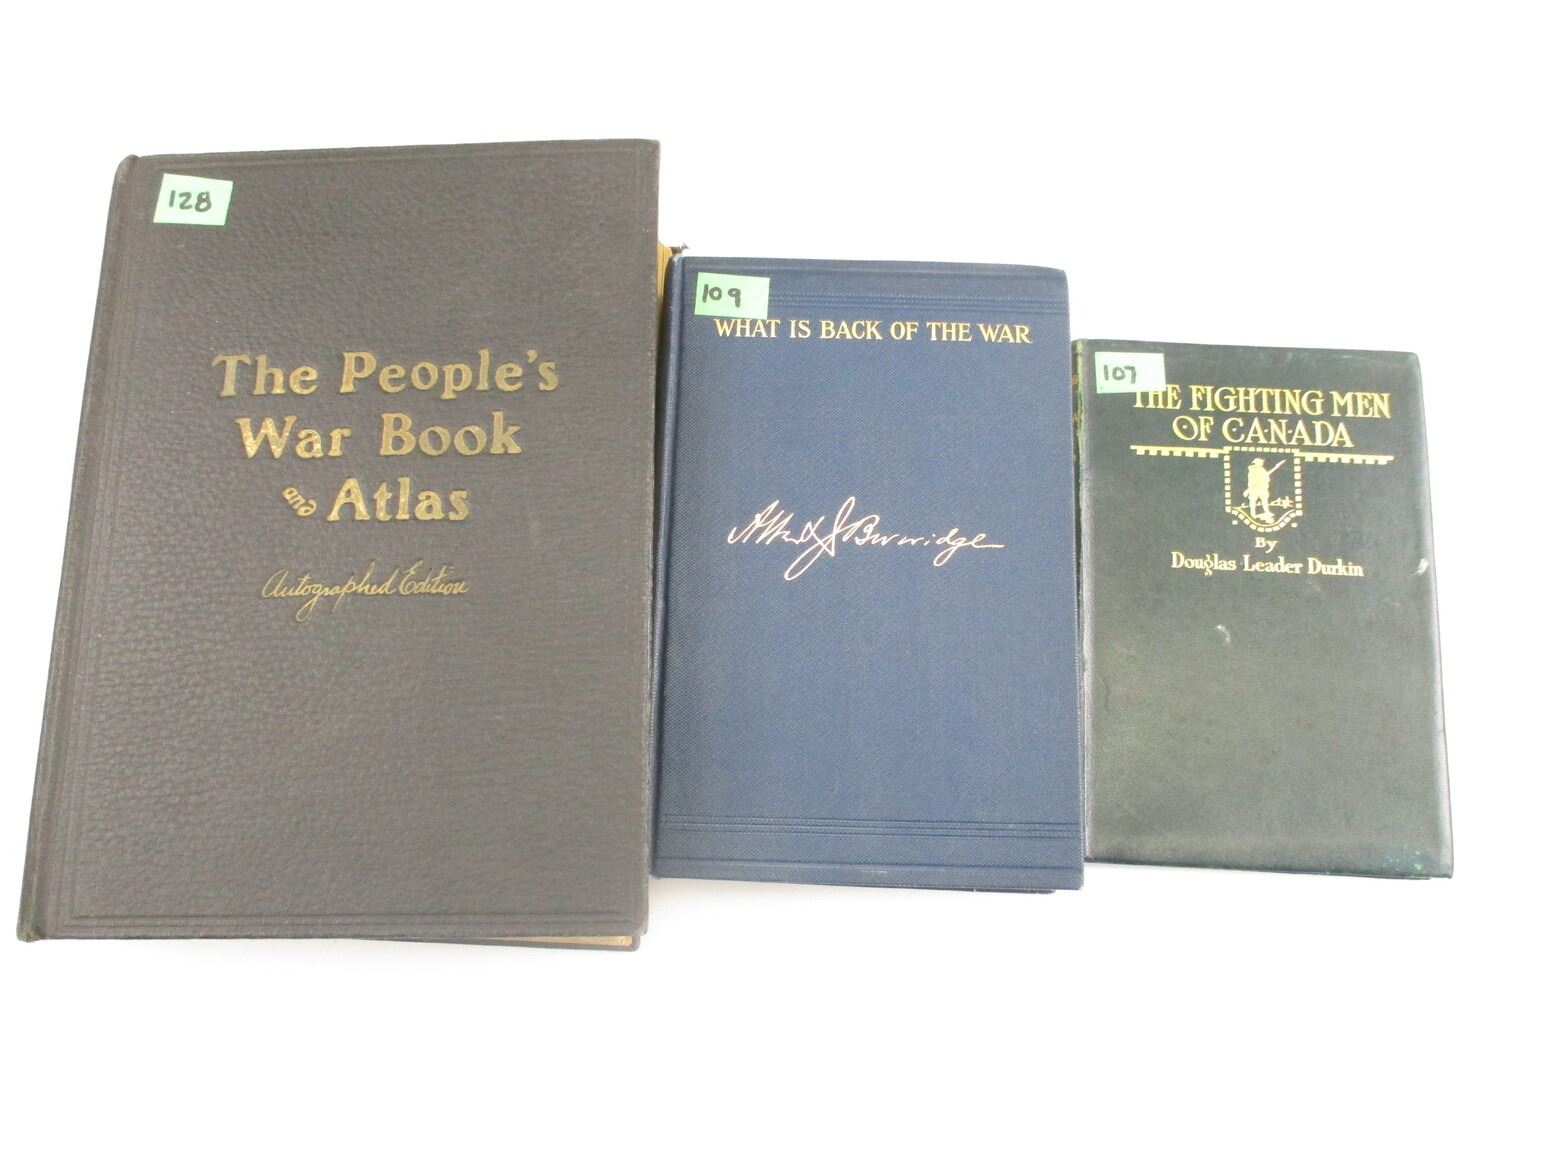 128
The People's
War Book
and Atlas
Autographed Edition
109
WHAT IS BACK OF THE WAR
Albert J Beveridge
107
THE FIGHTING MEN
OF CANADA
By
Douglas Leader Durkin